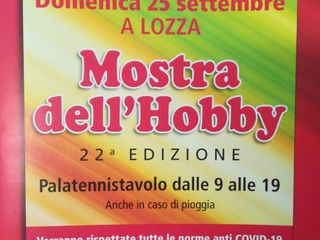 Domenica 25 settembre
A LOZZA
Mostra
dell'Hobby
22ª EDIZIONE
Palatennistavolo dalle 9 alle 19
Anche in caso di pioggia
Verranno rispettate tutte le norme anti COVID-19